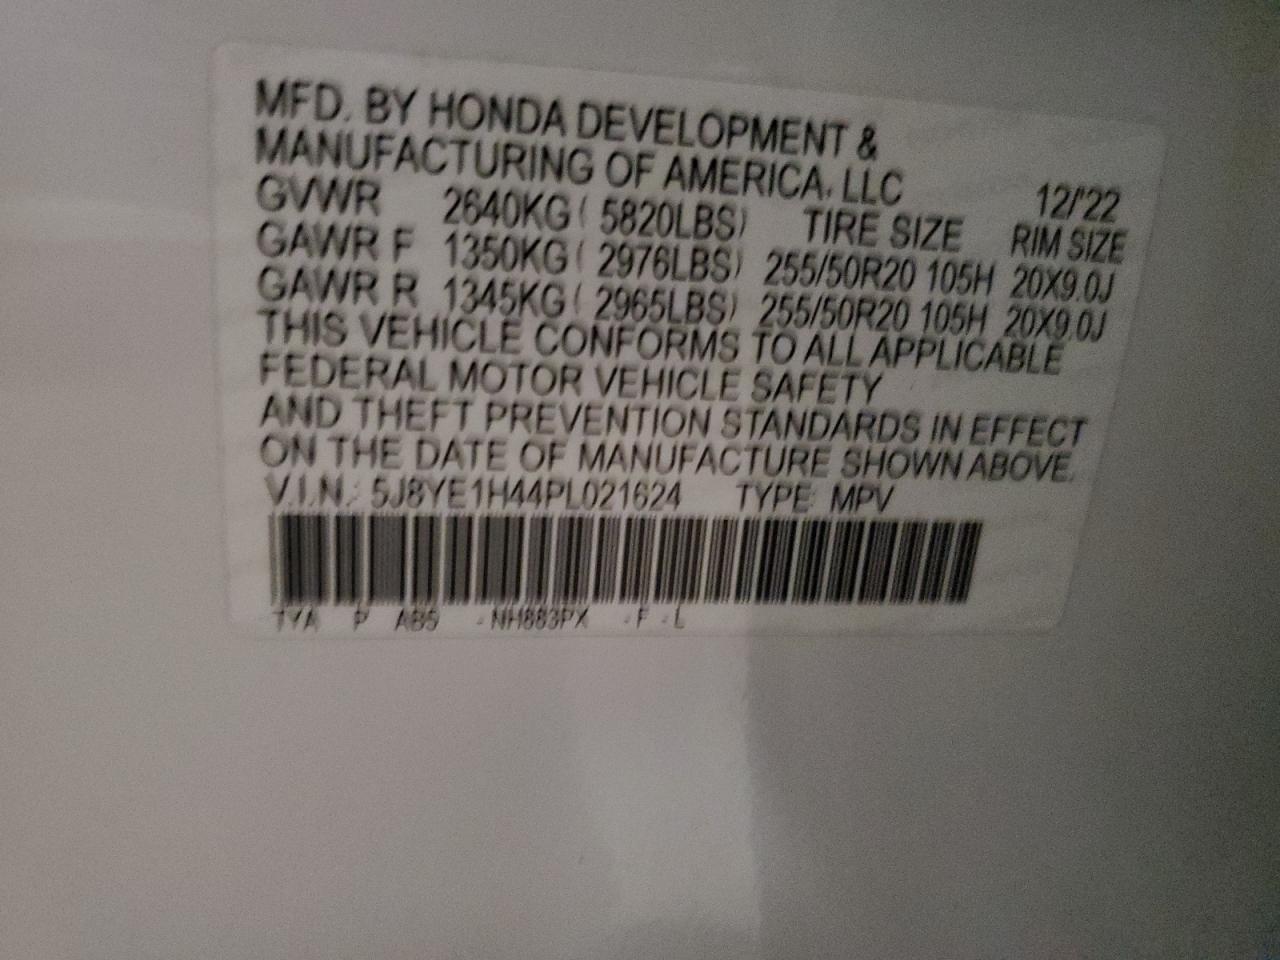 MFD. BY HONDA DEVELOPMENT &
MANUFACTURING OF AMERICA, LLC 12/'22
GVWR 2640KG ( 5820LBS) TIRE SIZE RIM SIZE
GAWR F 1350KG ( 2976LBS) 255/50R20 105H 20X9.0J
GAWR R 1345KG ( 2965LBS) 255/50R20 105H 20X9.0J
THIS VEHICLE CONFORMS TO ALL APPLICABLE
FEDERAL MOTOR VEHICLE SAFETY
AND THEFT PREVENTION STANDARDS IN EFFECT
ON THE DATE OF MANUFACTURE SHOWN ABOVE.
V.I.N.: 5J8YE1H44PL021624 TYPE: MPV
TYA P AB5 -NH883PX -F -L